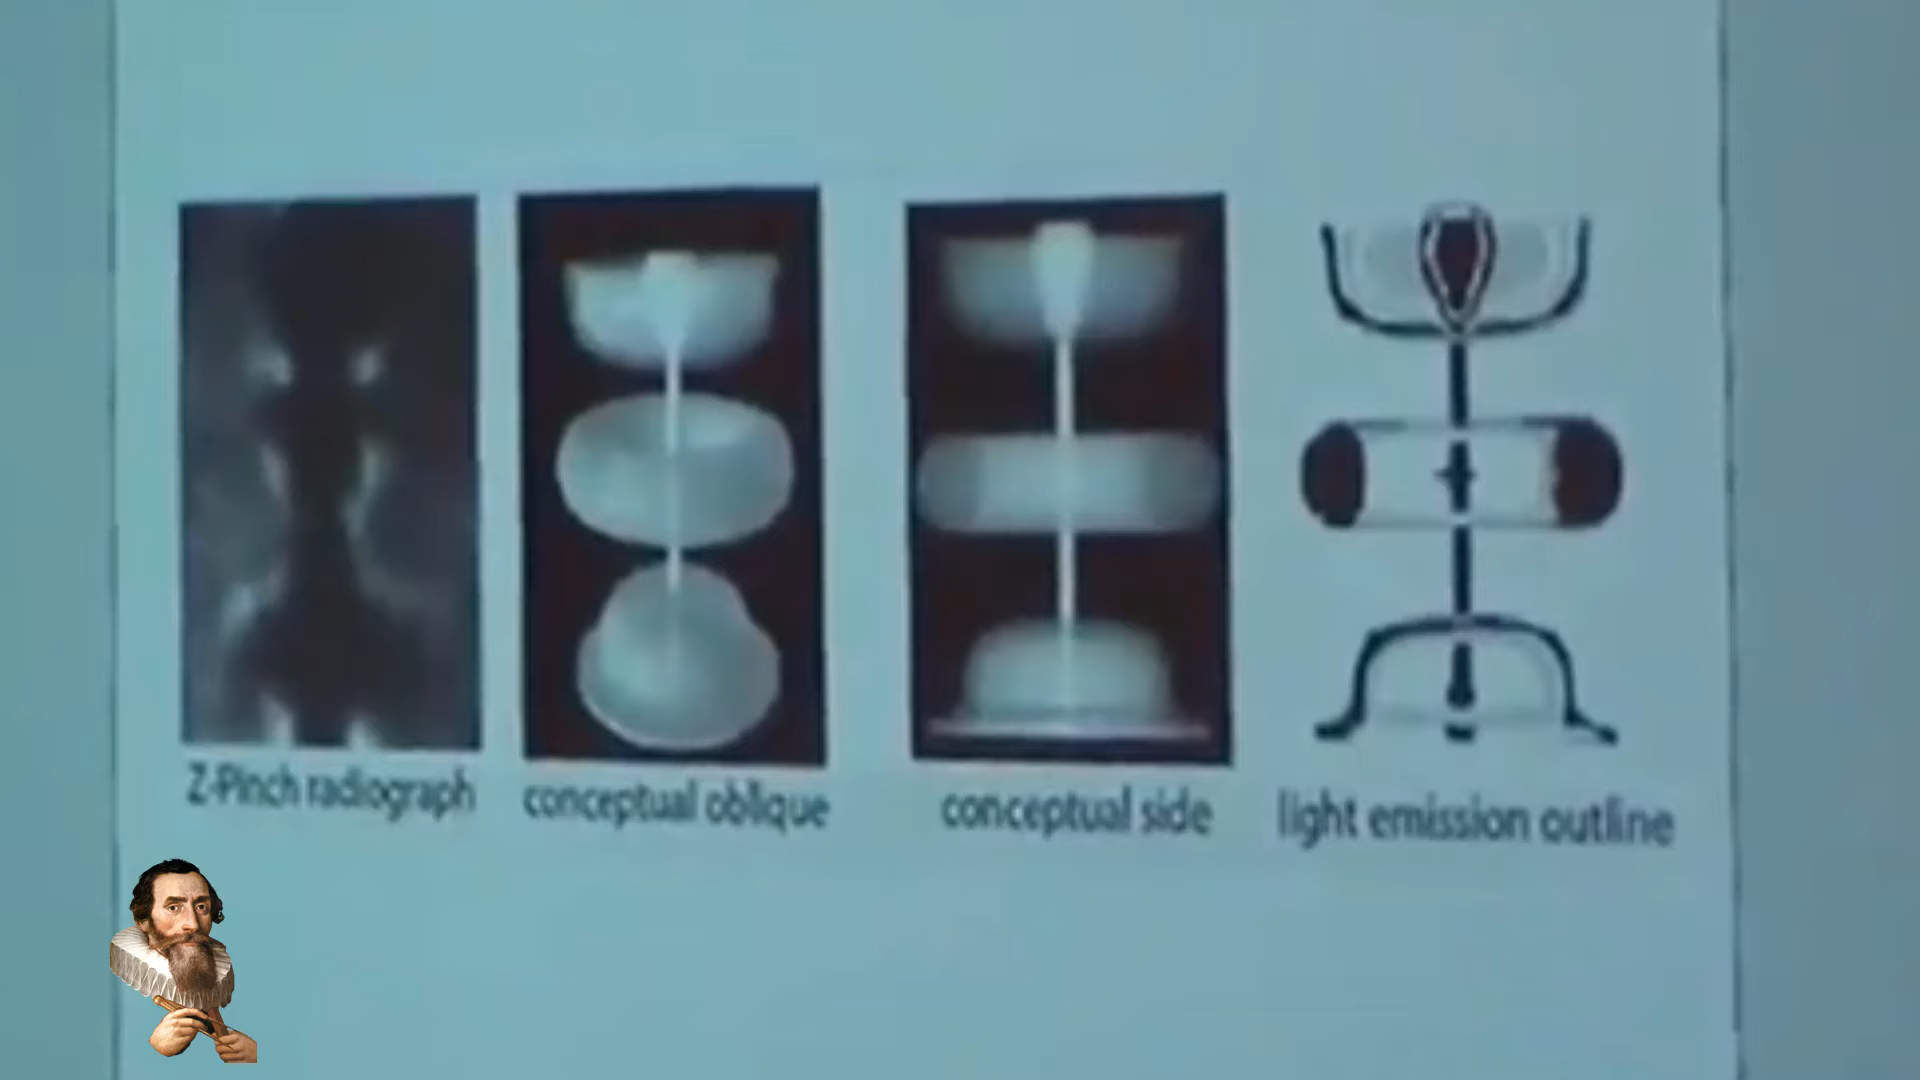 Z-Pinch radiograph
conceptual oblique
conceptual side
light emission outline